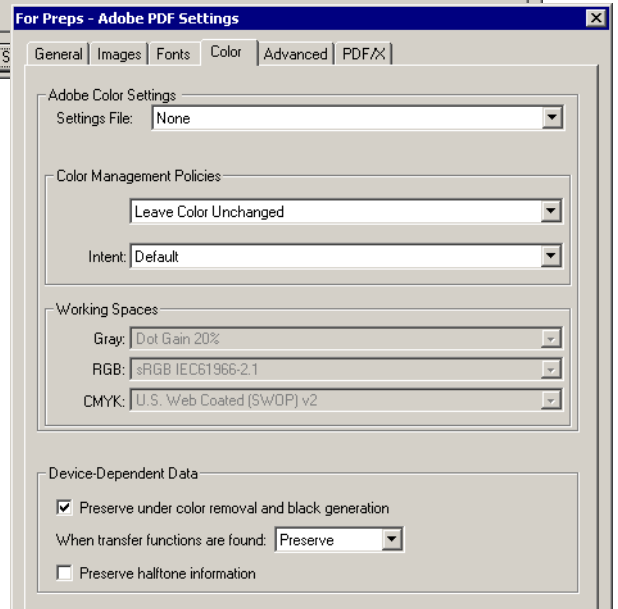 For Preps - Adobe PDF Settings
S
General Images Fonts Color Advanced PDF/X
Adobe Color Settings
Settings File: None
Color Management Policies
Leave Color Unchanged
Intent: Default
Working Spaces
Gray: Dot Gain 20%
RGB: sRGB IEC61966-2.1
CMYK: U.S. Web Coated (SWOP) v2
Device-Dependent Data
Preserve under color removal and black generation
When transfer functions are found: Preserve
Preserve halftone information